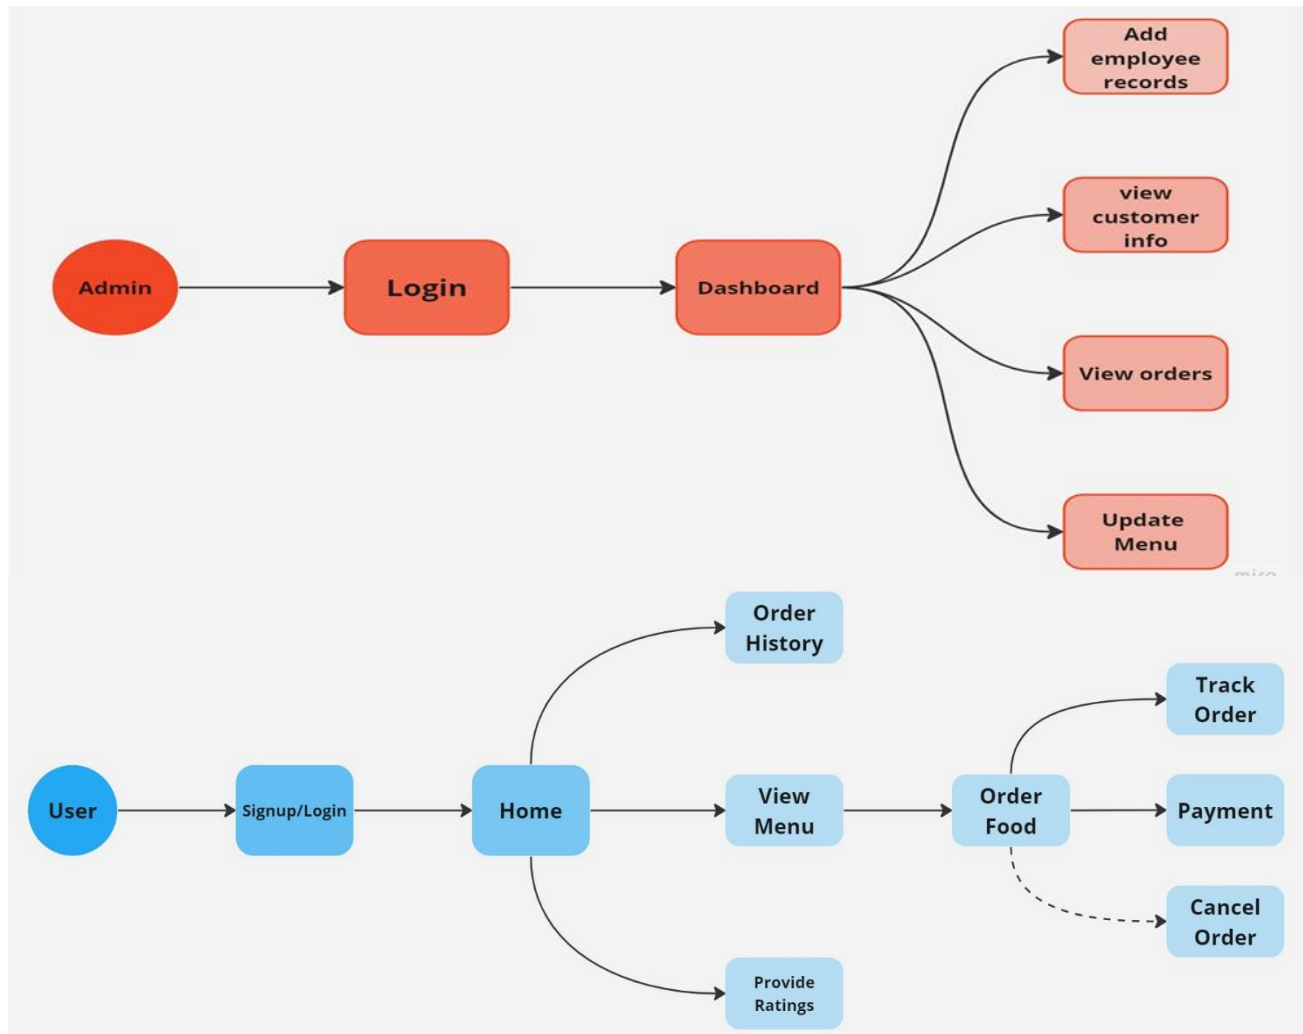 Add
employee
records
view
customer
info
Admin
Login
Dashboard
View orders
Update
Menu
miro
Order
History
Track
Order
User
Signup/Login
Home
View
Menu
Order
Food
Payment
Cancel
Order
Provide
Ratings